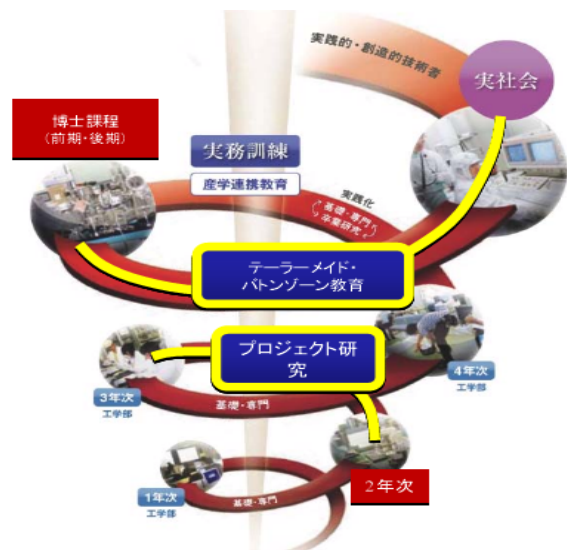 実践的・創造的技術者
実社会
博士課程
(前期・後期)
実務訓練
産学連携教育
実践化
基礎・専門
卒業研究
テーラーメイド・
バトンゾーン教育
プロジェクト研
究
3年次
工学部
4年次
工学部
基礎・専門
2年次
1年次
工学部
基礎・専門